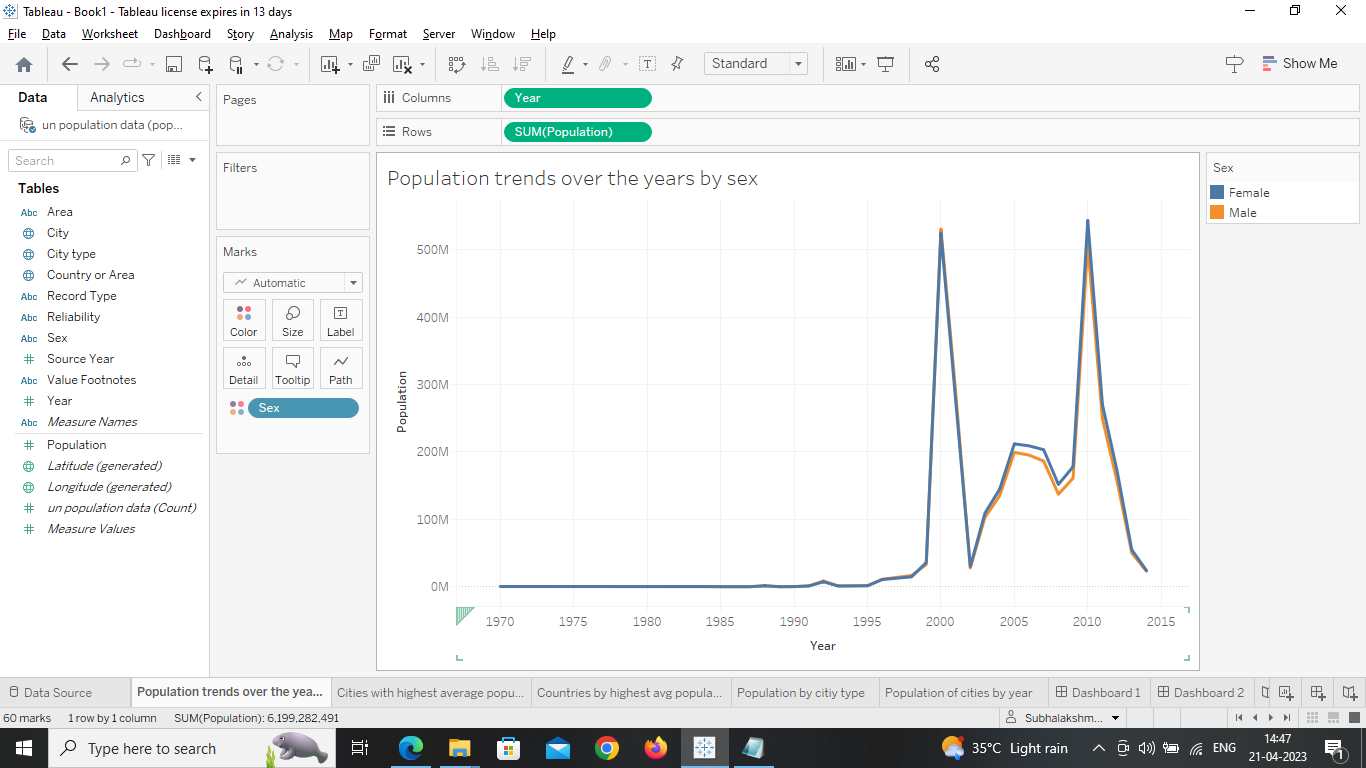 Tableau - Book1 - Tableau license expires in 13 days
File Data Worksheet Dashboard Story Analysis Map Format Server Window Help
Standard
Show Me
Data Analytics
un population data (pop...
Search
Tables
Abc Area
City
City type
Country or Area
Abc Record Type
Abc Reliability
Abc Sex
Source Year
Abc Value Footnotes
Year
Abc Measure Names
Population
Latitude (generated)
Longitude (generated)
un population data (Count)
Measure Values
Pages
Filters
Marks
Automatic
Color Size Label
Detail Tooltip Path
Sex
Columns Year
Rows SUM(Population)
Population trends over the years by sex
500M
400M
300M
200M
100M
0M
Population
1970 1975 1980 1985 1990 1995 2000 2005 2010 2015
Year
Sex
Female
Male
Data Source Population trends over the yea... Cities with highest average popu... Countries by highest avg popula... Population by citiy type Population of cities by year Dashboard 1 Dashboard 2
60 marks 1 row by 1 column SUM(Population): 6,199,282,491 Subhalakshm...
Type here to search
35°C Light rain
ENG
14:47
21-04-2023
1